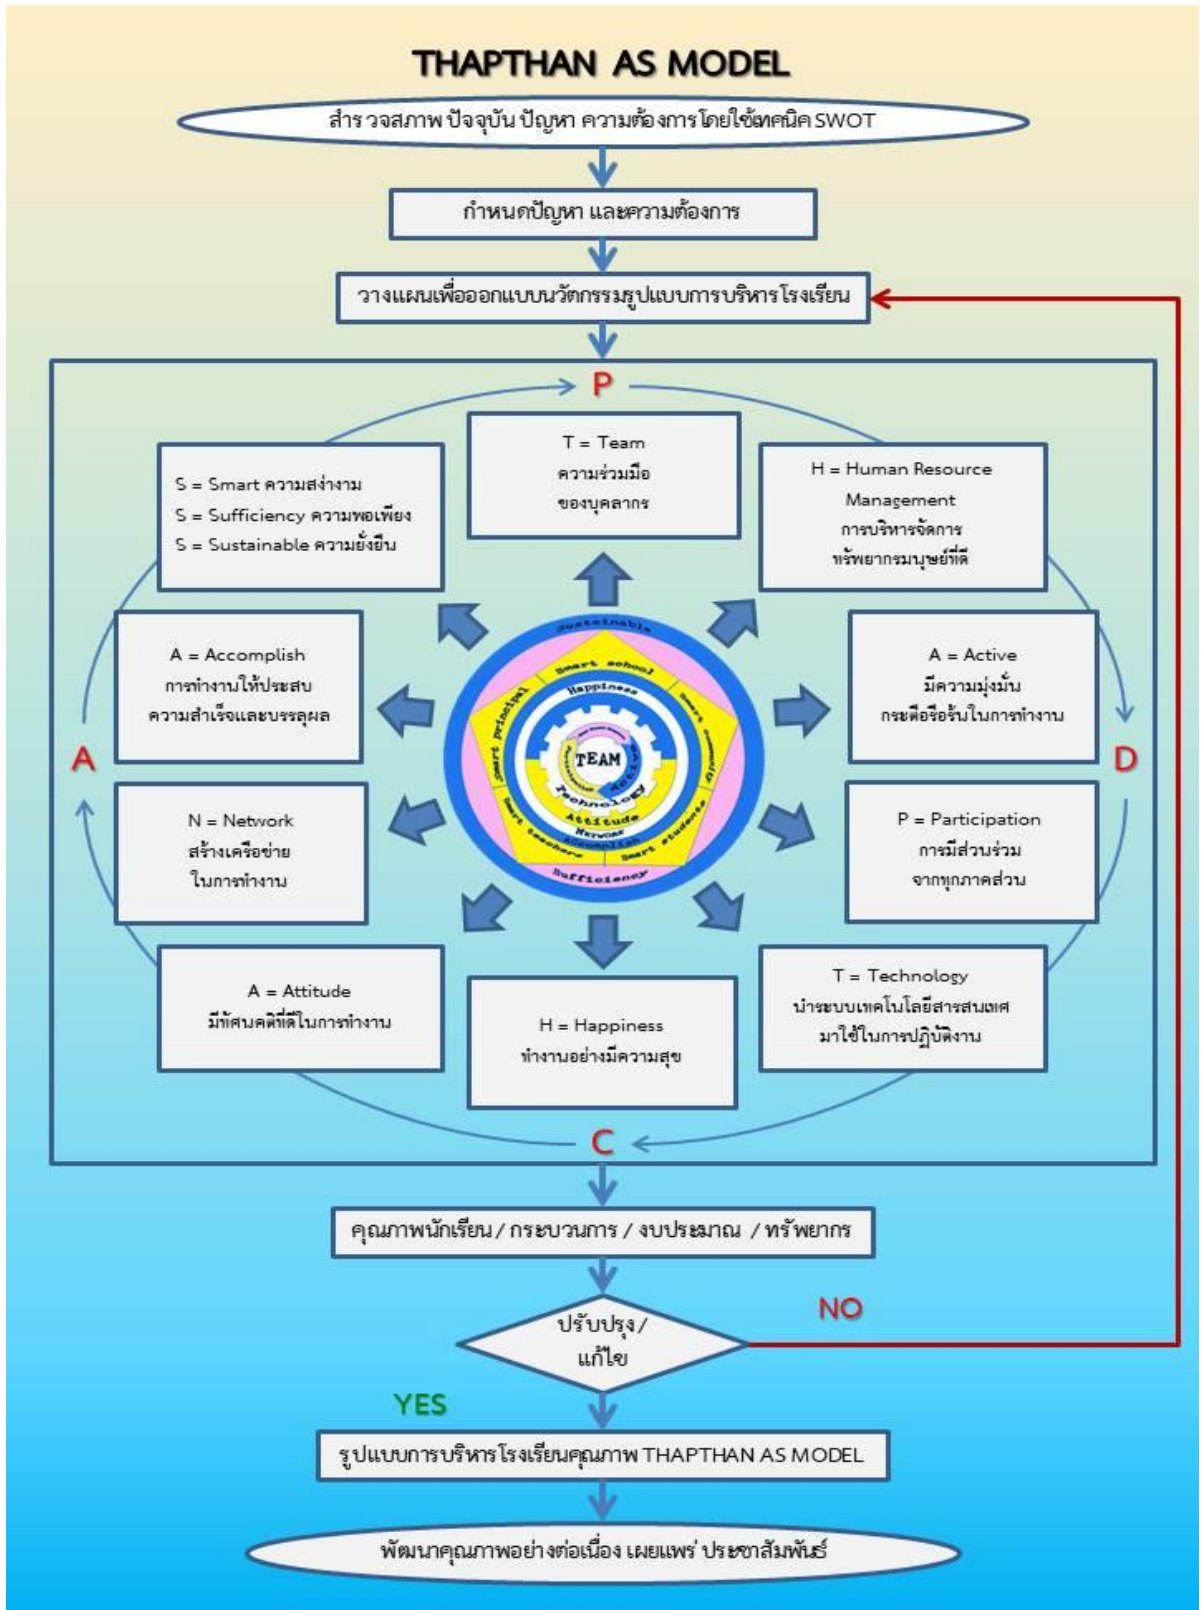 THAPTHAN AS MODEL
สำรวจสภาพ ปัจจุบัน ปัญหา ความต้องการโดยใช้เทคนิค SWOT
กำหนดปัญหา และความต้องการ
วางแผนเพื่อออกแบบนวัตกรรมรูปแบบการบริหารโรงเรียน
P
T = Team
ความร่วมมือ
ของบุคลากร
H = Human Resource
Management
การบริหารจัดการ
ทรัพยากรมนุษย์ที่ดี
A = Active
มีความมุ่งมั่น
กระตือรือร้นในการทำงาน
D
P = Participation
การมีส่วนร่วม
จากทุกภาคส่วน
T = Technology
นำระบบเทคโนโลยีสารสนเทศ
มาใช้ในการปฏิบัติงาน
H = Happiness
ทำงานอย่างมีความสุข
C
A = Attitude
มีทัศนคติที่ดีในการทำงาน
N = Network
สร้างเครือข่าย
ในการทำงาน
A
A = Accomplish
การทำงานให้ประสบ
ความสำเร็จและบรรลุผล
S = Smart ความสง่างาม
S = Sufficiency ความพอเพียง
S = Sustainable ความยั่งยืน
Sustainable
Smart school
Smart principal
Smart community
Happiness
TEAM
Active
Technology
Attitude
Network
Accomplish
Smart teachers
Smart students
Sufficiency
คุณภาพนักเรียน / กระบวนการ / งบประมาณ / ทรัพยากร
ปรับปรุง /
แก้ไข
NO
YES
รูปแบบการบริหารโรงเรียนคุณภาพ THAPTHAN AS MODEL
พัฒนาคุณภาพอย่างต่อเนื่อง เผยแพร่ ประชาสัมพันธ์